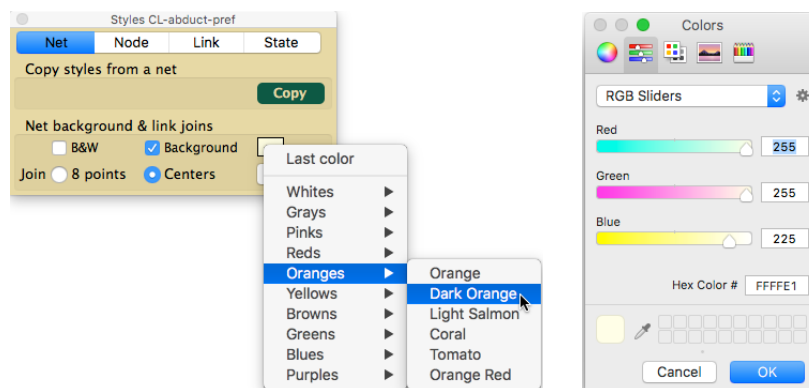 Styles CL-abduct-pref
Net Node Link State
Copy styles from a net
Copy
Net background & link joins
B&W Background
Join 8 points Centers
Last color
Whites
Grays
Pinks
Reds
Oranges
Yellows
Browns
Greens
Blues
Purples
Orange
Dark Orange
Light Salmon
Coral
Tomato
Orange Red
Colors
RGB Sliders
Red
255
Green
255
Blue
225
Hex Color # FFFFE1
Cancel OK